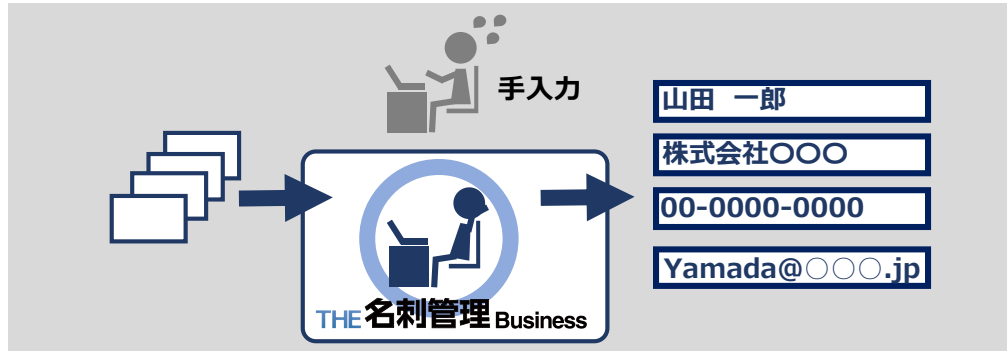 手入力
THE 名刺管理 Business
山田 一郎
株式会社〇〇〇
00-0000-0000
Yamada@○○○.jp